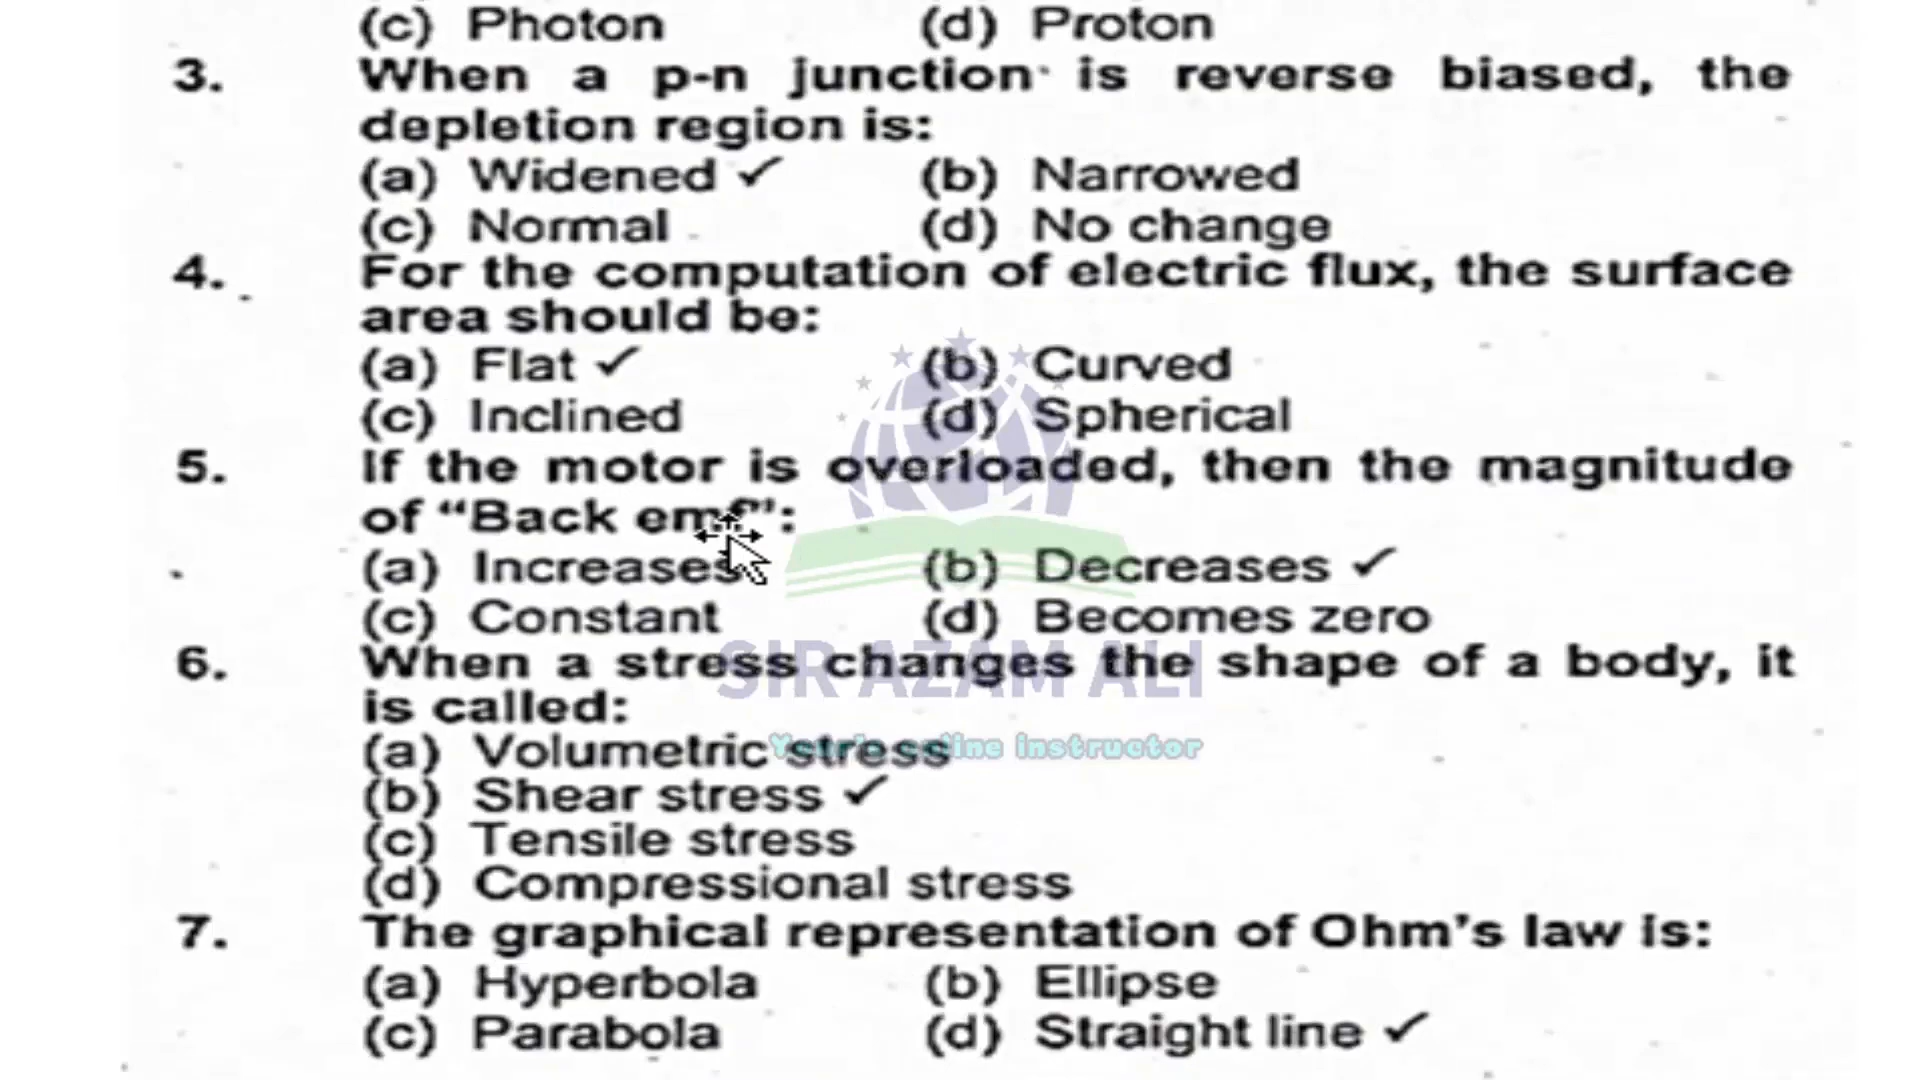 (c) Photon (d) Proton
3. When a p-n junction is reverse biased, the
depletion region is:
(a) Widened ✓ (b) Narrowed
(c) Normal (d) No change
4. For the computation of electric flux, the surface
area should be:
(a) Flat ✓ (b) Curved
(c) Inclined (d) Spherical
5. If the motor is overloaded, then the magnitude
of “Back emf”:
(a) Increases (b) Decreases ✓
(c) Constant (d) Becomes zero
SIR AZAM ALI
6. When a stress changes the shape of a body, it
is called:
(a) Volumetric stress
online instructor
(b) Shear stress ✓
(c) Tensile stress
(d) Compressional stress
7. The graphical representation of Ohm’s law is:
(a) Hyperbola (b) Ellipse
(c) Parabola (d) Straight line ✓